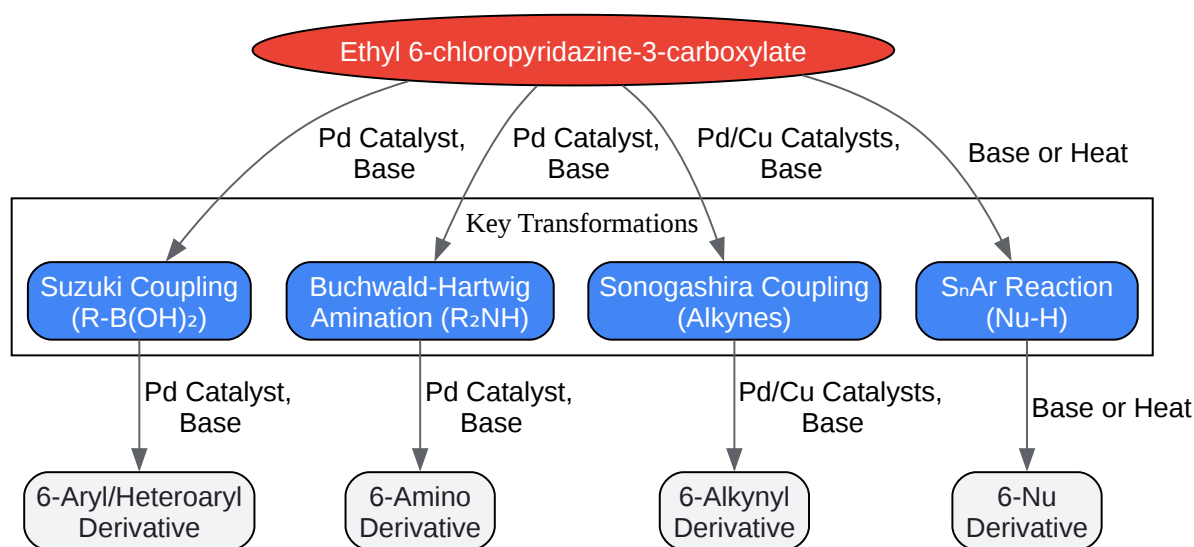 Ethyl 6-chloropyridazine-3-carboxylate
Pd Catalyst,
Base
Pd Catalyst,
Base
Pd/Cu Catalysts,
Base
Base or Heat
Key Transformations
Suzuki Coupling
(R-B(OH)₂)
Buchwald-Hartwig
Amination (R₂NH)
Sonogashira Coupling
(Alkynes)
SₙAr Reaction
(Nu-H)
Pd Catalyst,
Base
Pd Catalyst,
Base
Pd/Cu Catalysts,
Base
Base or Heat
6-Aryl/Heteroaryl
Derivative
6-Amino
Derivative
6-Alkynyl
Derivative
6-Nu
Derivative